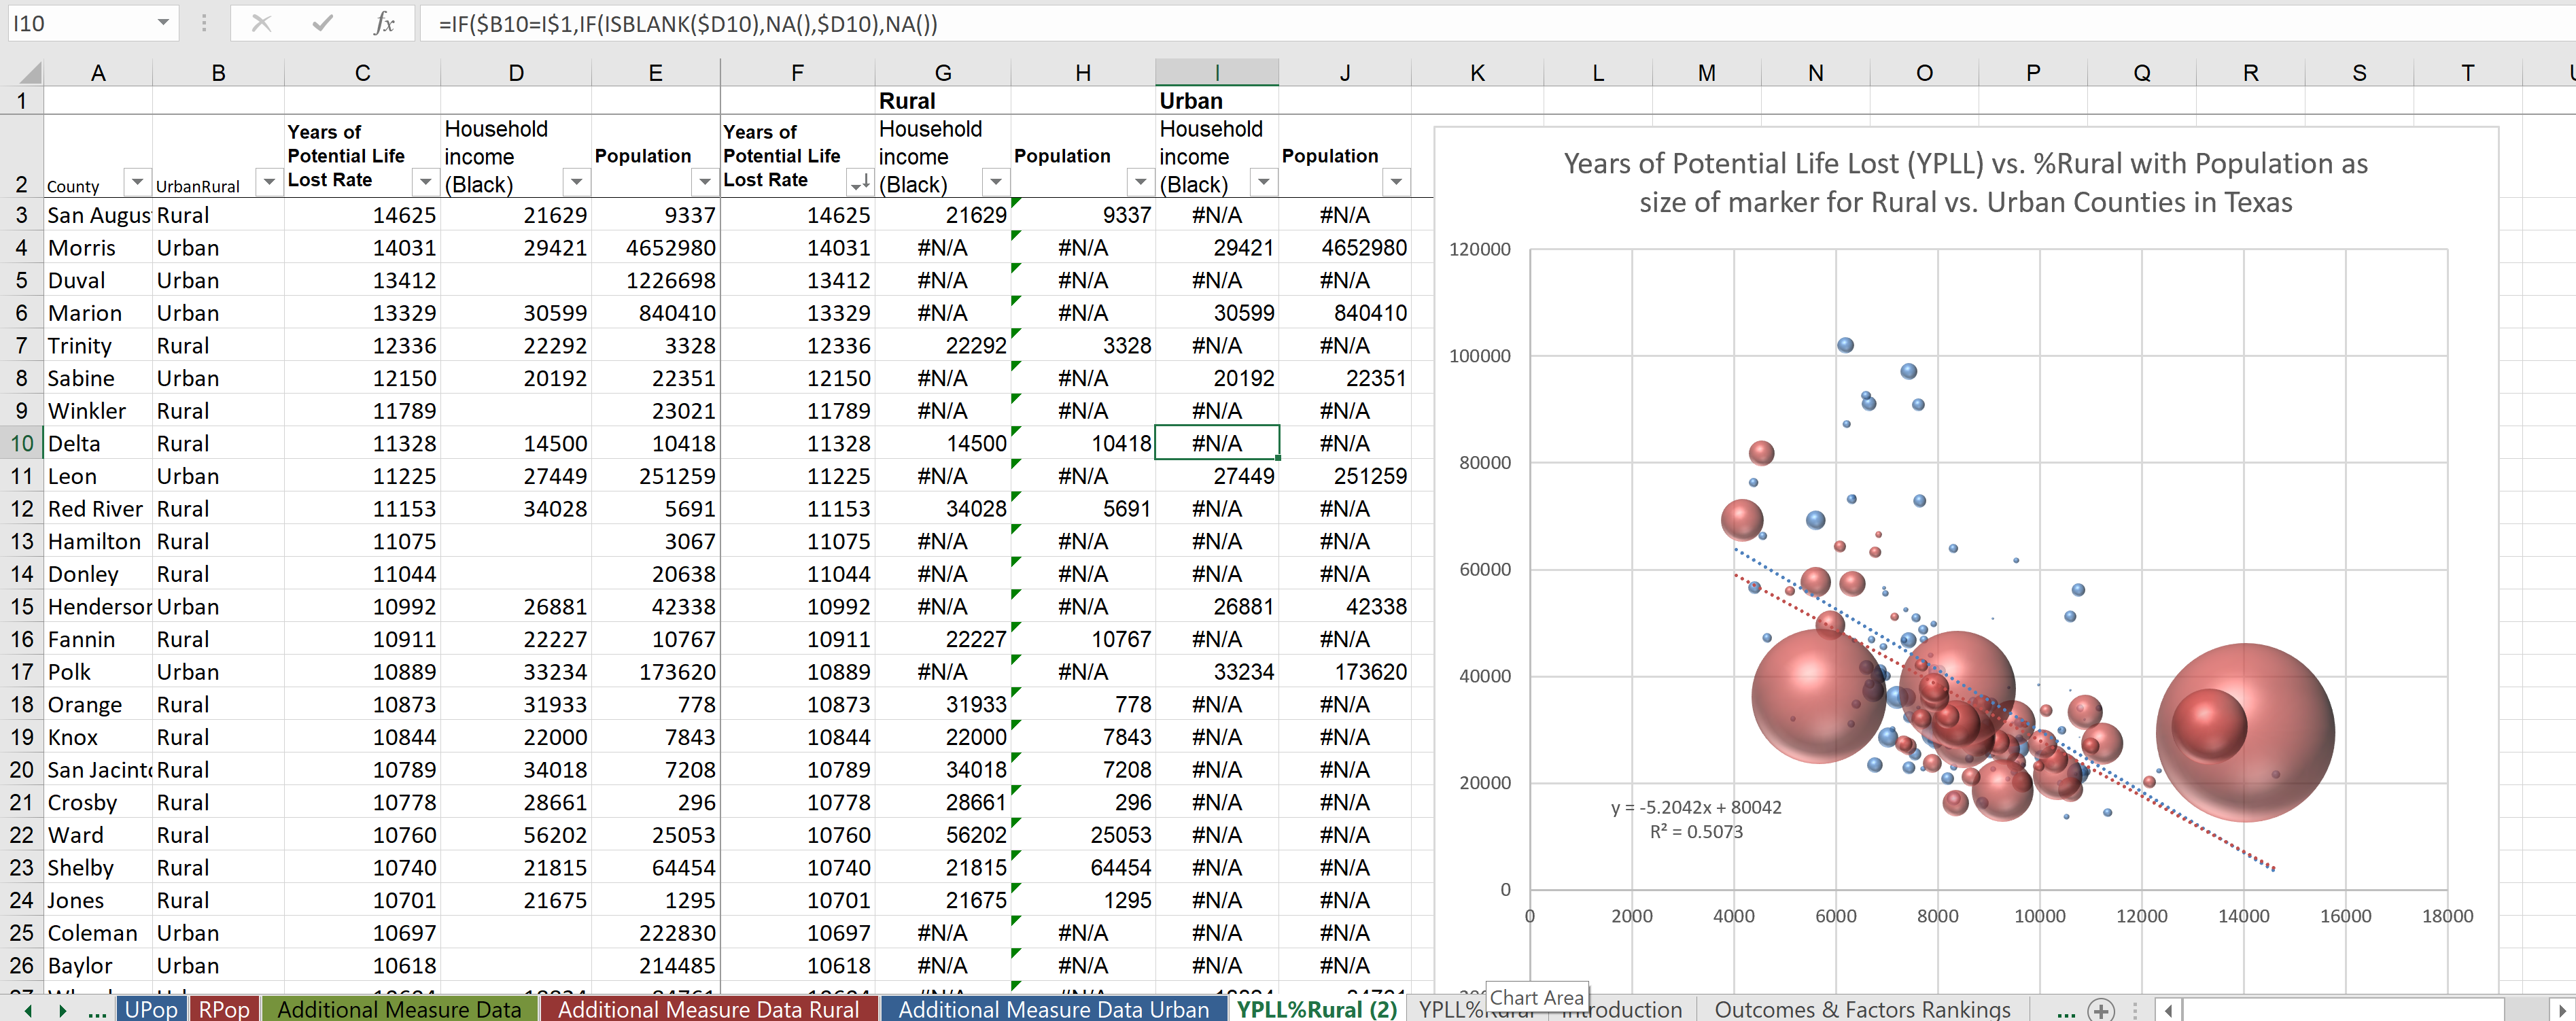 I10 fx =IF($B10=I$1,IF(ISBLANK($D10),NA(),$D10),NA())
A B C D E F G H I J K L M N O P Q R S T
1 Rural Urban
2 County UrbanRural Years of Potential Life Lost Rate Household income (Black) Population Years of Potential Life Lost Rate Household income (Black) Population Household income (Black) Population
3 San Augus Rural 14625 21629 9337 14625 21629 9337 #N/A #N/A
4 Morris Urban 14031 29421 4652980 14031 #N/A #N/A 29421 4652980
5 Duval Urban 13412 1226698 13412 #N/A #N/A #N/A #N/A
6 Marion Urban 13329 30599 840410 13329 #N/A #N/A 30599 840410
7 Trinity Rural 12336 22292 3328 12336 22292 3328 #N/A #N/A
8 Sabine Urban 12150 20192 22351 12150 #N/A #N/A 20192 22351
9 Winkler Rural 11789 23021 11789 #N/A #N/A #N/A #N/A
10 Delta Rural 11328 14500 10418 11328 14500 10418 #N/A #N/A
11 Leon Urban 11225 27449 251259 11225 #N/A #N/A 27449 251259
12 Red River Rural 11153 34028 5691 11153 34028 5691 #N/A #N/A
13 Hamilton Rural 11075 3067 11075 #N/A #N/A #N/A #N/A
14 Donley Rural 11044 20638 11044 #N/A #N/A #N/A #N/A
15 Henderson Urban 10992 26881 42338 10992 #N/A #N/A 26881 42338
16 Fannin Rural 10911 22227 10767 10911 22227 10767 #N/A #N/A
17 Polk Urban 10889 33234 173620 10889 #N/A #N/A 33234 173620
18 Orange Rural 10873 31933 778 10873 31933 778 #N/A #N/A
19 Knox Rural 10844 22000 7843 10844 22000 7843 #N/A #N/A
20 San Jacinto Rural 10789 34018 7208 10789 34018 7208 #N/A #N/A
21 Crosby Rural 10778 28661 296 10778 28661 296 #N/A #N/A
22 Ward Rural 10760 56202 25053 10760 56202 25053 #N/A #N/A
23 Shelby Rural 10740 21815 64454 10740 21815 64454 #N/A #N/A
24 Jones Rural 10701 21675 1295 10701 21675 1295 #N/A #N/A
25 Coleman Urban 10697 222830 10697 #N/A #N/A #N/A #N/A
26 Baylor Urban 10618 214485 10618 #N/A #N/A #N/A #N/A
Years of Potential Life Lost (YPLL) vs. %Rural with Population as
size of marker for Rural vs. Urban Counties in Texas
120000
100000
80000
60000
40000
20000
0
y = -5.2042x + 80042
R² = 0.5073
0 2000 4000 6000 8000 10000 12000 14000 16000 18000
Chart Area
... UPop RPop Additional Measure Data Additional Measure Data Rural Additional Measure Data Urban YPLL%Rural (2) YPLL%Rural Introduction Outcomes & Factors Rankings ...